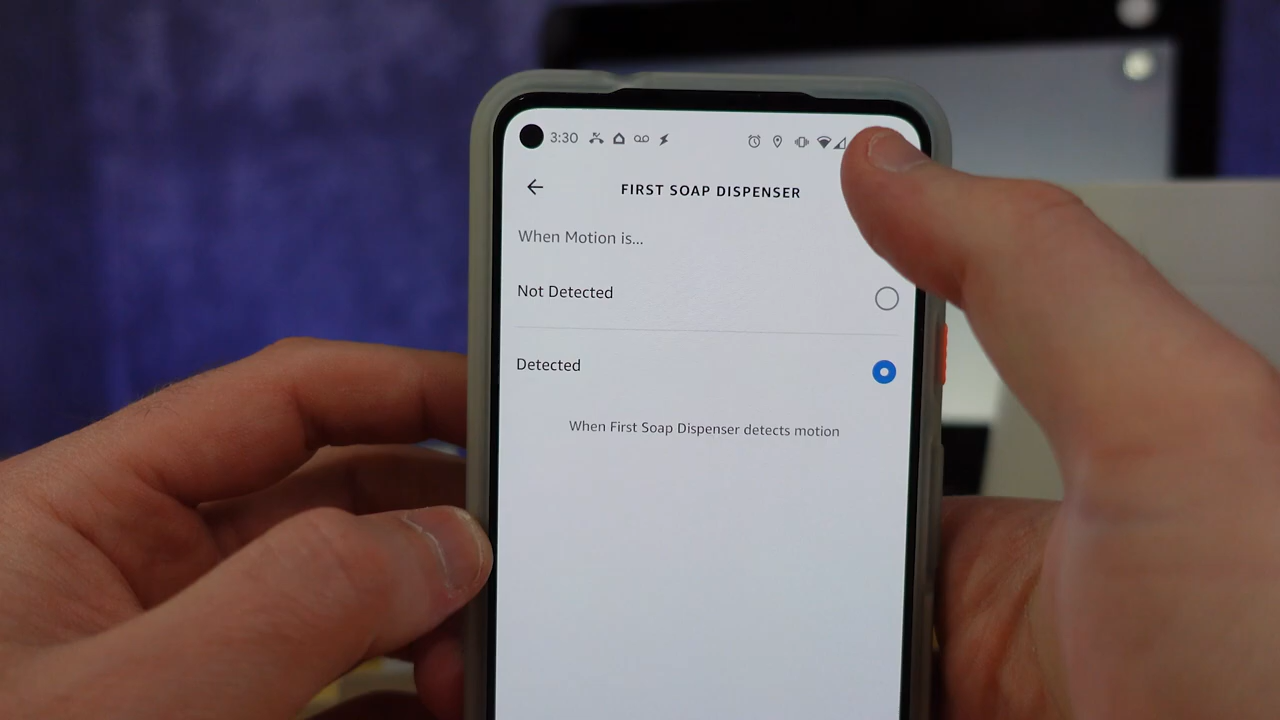 3:30
FIRST SOAP DISPENSER
When Motion is...
Not Detected
Detected
When First Soap Dispenser detects motion